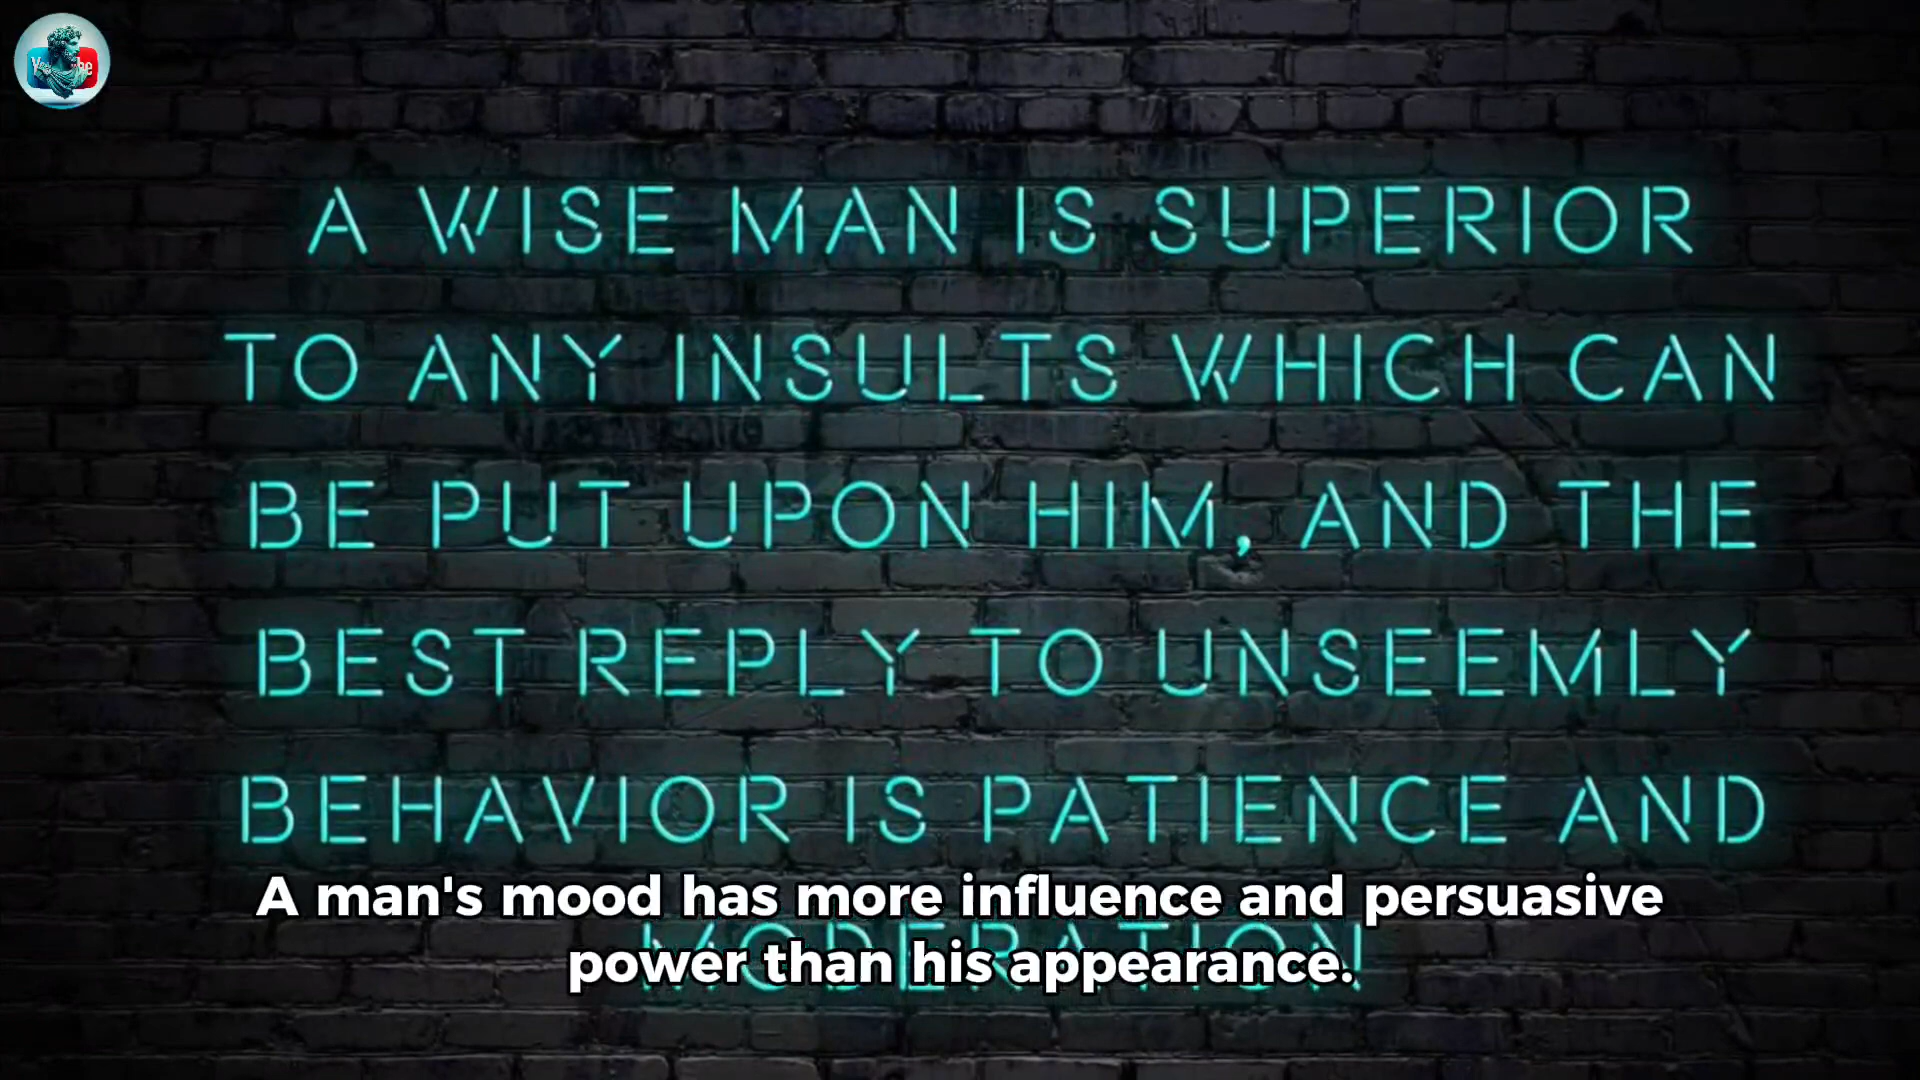 A WISE MAN IS SUPERIOR
TO ANY INSULTS WHICH CAN
BE PUT UPON HIM, AND THE
BEST REPLY TO UNSEEMLY
BEHAVIOR IS PATIENCE AND
MODERATION
A man's mood has more influence and persuasive
power than his appearance.